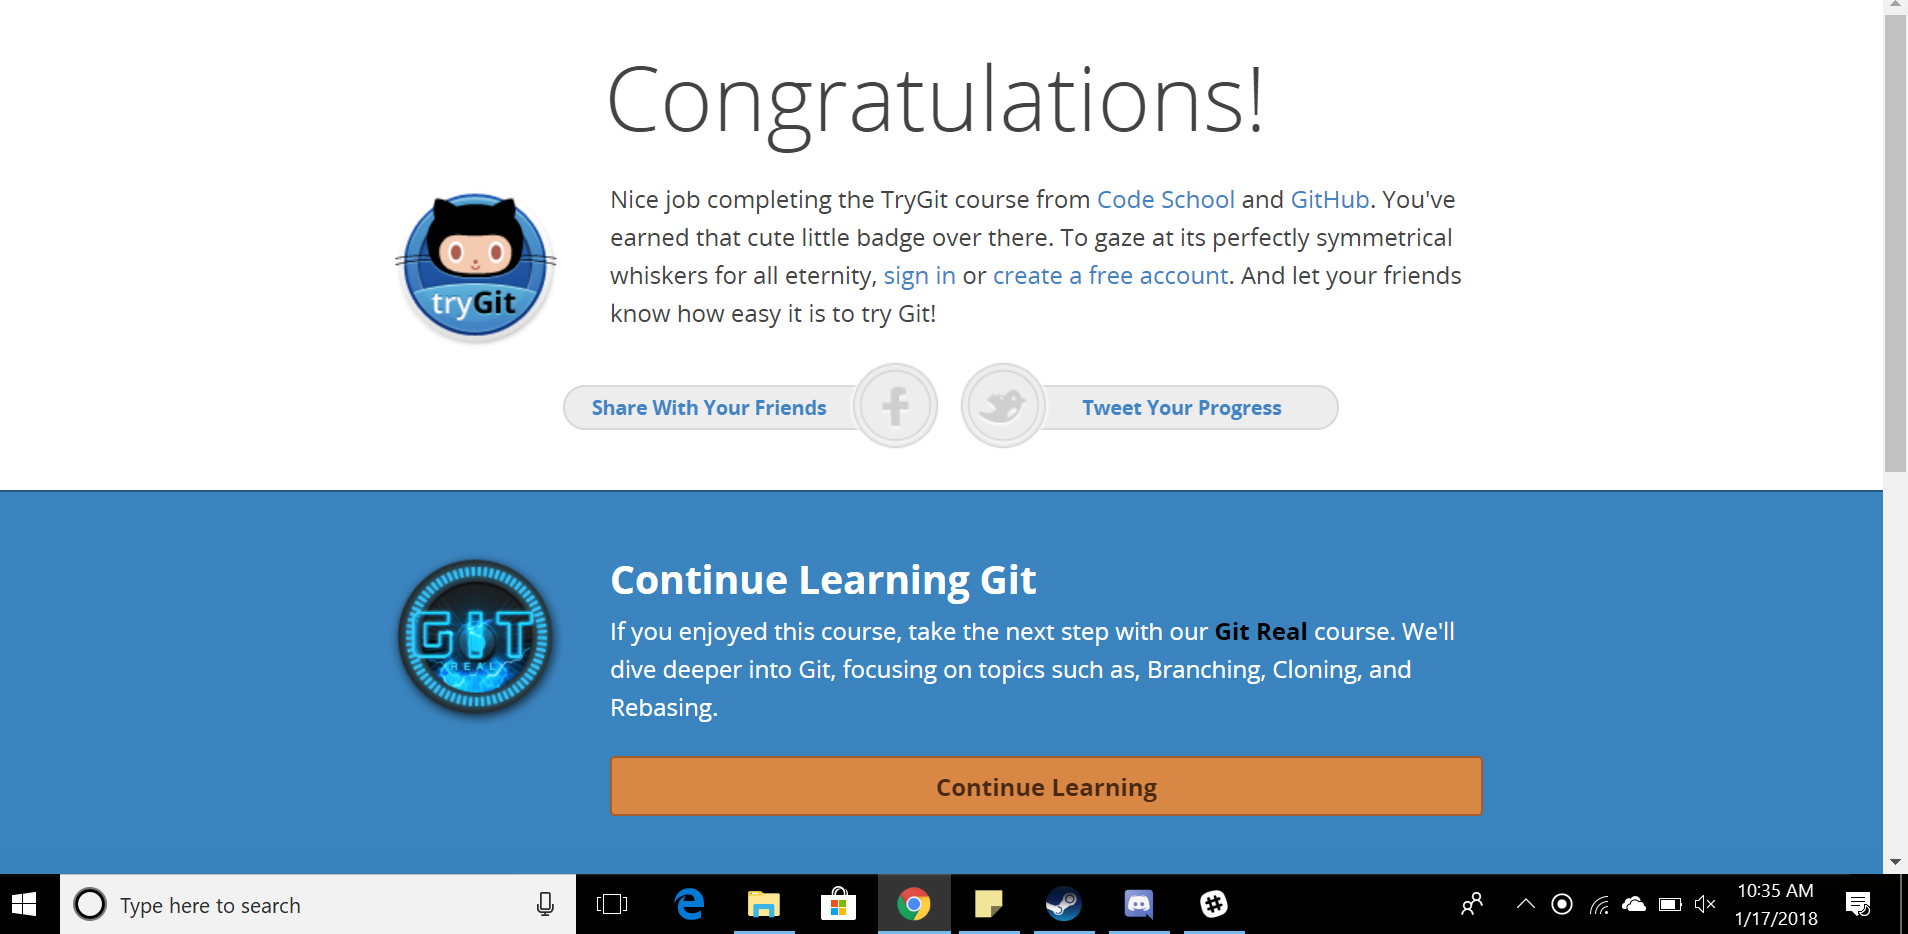 Congratulations!
Nice job completing the TryGit course from Code School and GitHub. You've
earned that cute little badge over there. To gaze at its perfectly symmetrical
whiskers for all eternity, sign in or create a free account. And let your friends
know how easy it is to try Git!
tryGit
Share With Your Friends
Tweet Your Progress
Continue Learning Git
If you enjoyed this course, take the next step with our Git Real course. We'll
dive deeper into Git, focusing on topics such as, Branching, Cloning, and
Rebasing.
GIT
REAL
Continue Learning
Type here to search
10:35 AM
1/17/2018